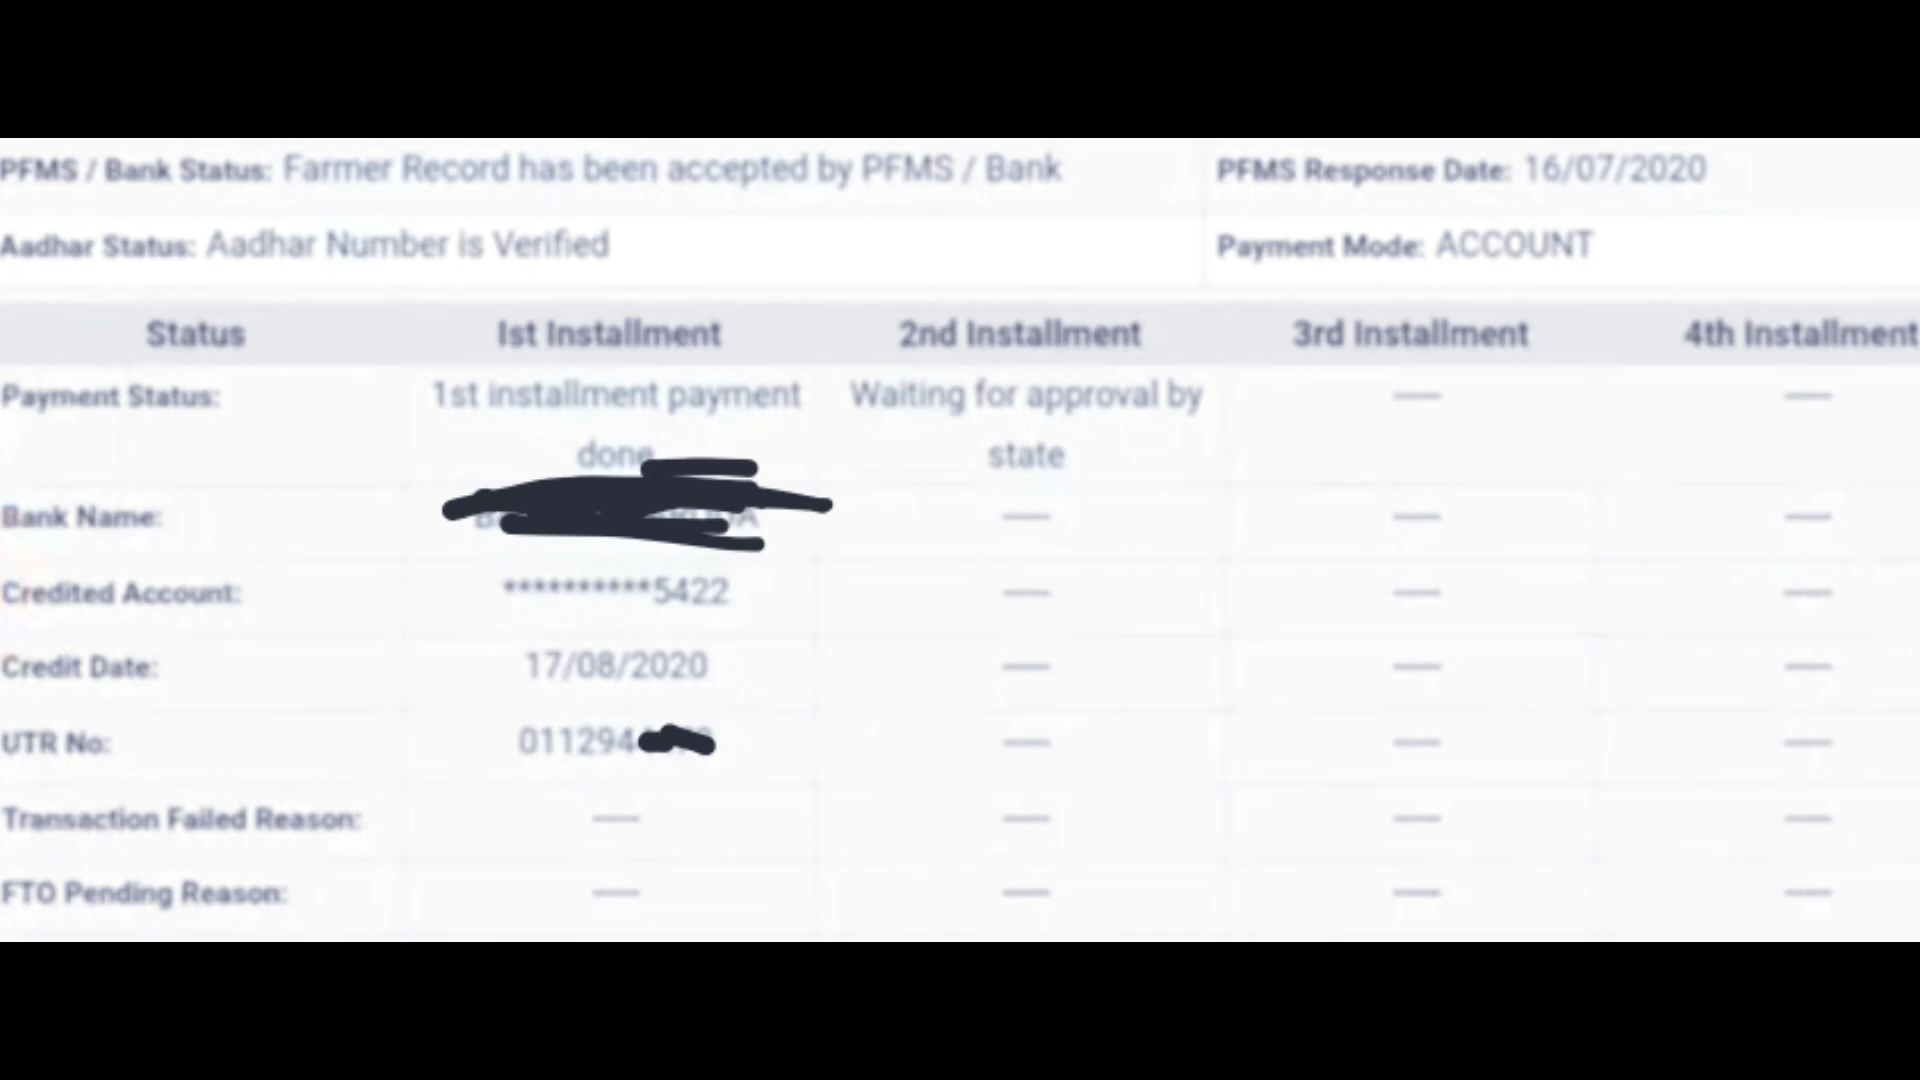 PFMS / Bank Status: Farmer Record has been accepted by PFMS / Bank PFMS Response Date: 16/07/2020
Aadhar Status: Aadhar Number is Verified Payment Mode: ACCOUNT
Status Ist Installment 2nd Installment 3rd Installment 4th Installment
Payment Status: 1st installment payment Waiting for approval by — —
done state
Bank Name: — — —
Credited Account: **********5422 — — —
Credit Date: 17/08/2020 — — —
UTR No: — — —
Transaction Failed Reason: — — — —
FTO Pending Reason: — — — —